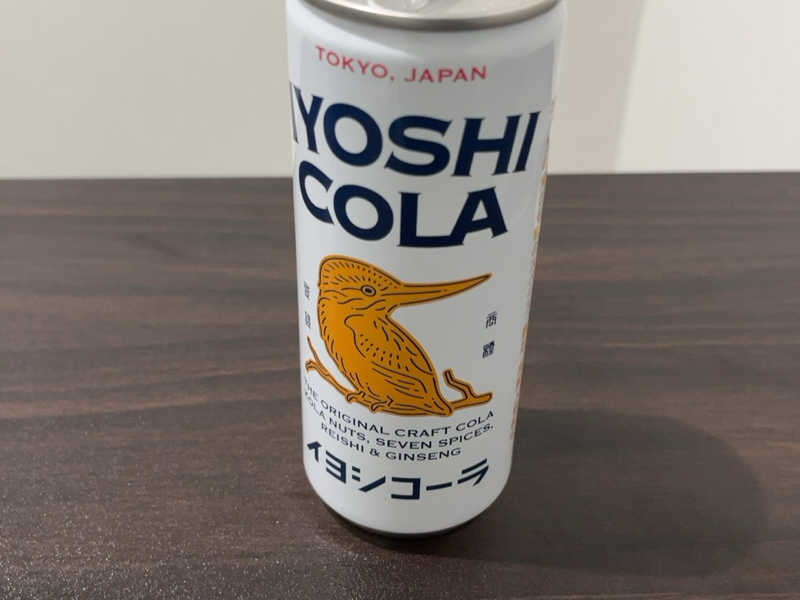 TOKYO, JAPAN
IYOSHI
COLA
THE ORIGINAL CRAFT COLA
KOLA NUTS, SEVEN SPICES,
REISHI & GINSENG
イヨシコーラ